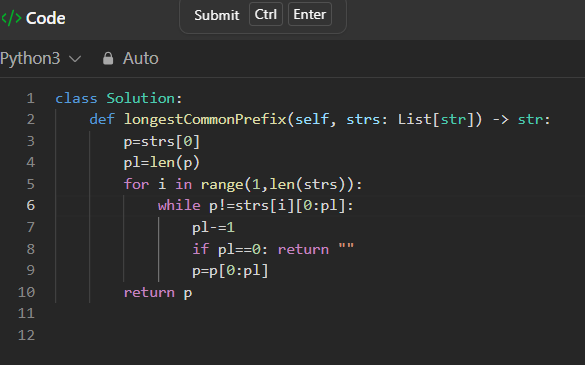 </> Code
Submit Ctrl Enter
Python3 Auto
1 class Solution:
2     def longestCommonPrefix(self, strs: List[str]) -> str:
3         p=strs[0]
4         pl=len(p)
5         for i in range(1,len(strs)):
6             while p!=strs[i][0:pl]:
7                 pl-=1
8                 if pl==0: return ""
9                 p=p[0:pl]
10         return p
11
12